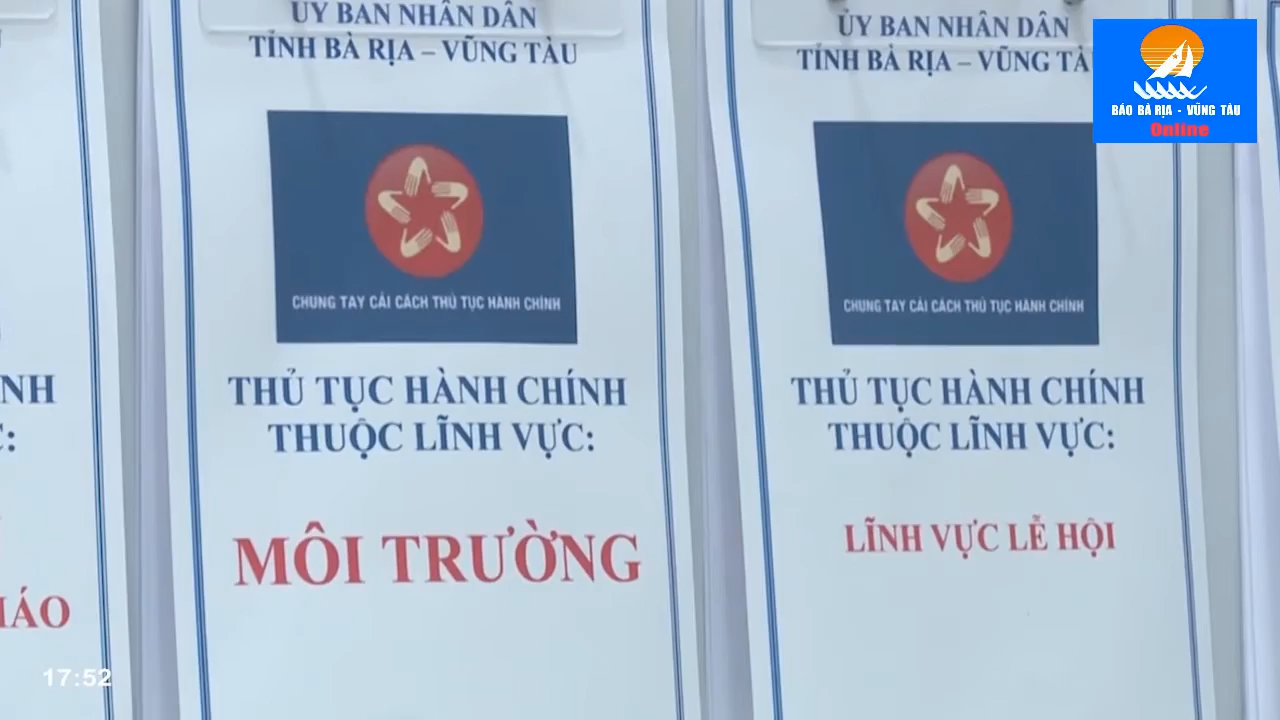 ỦY BAN NHÂN DÂN
TỈNH BÀ RỊA – VŨNG TÀU
CHUNG TAY CẢI CÁCH THỦ TỤC HÀNH CHÍNH
THỦ TỤC HÀNH CHÍNH
THUỘC LĨNH VỰC:
MÔI TRƯỜNG
ỦY BAN NHÂN DÂN
TỈNH BÀ RỊA – VŨNG TÀ
CHUNG TAY CẢI CÁCH THỦ TỤC HÀNH CHÍNH
THỦ TỤC HÀNH CHÍNH
THUỘC LĨNH VỰC:
LĨNH VỰC LỄ HỘI
BÁO BÀ RỊA - VŨNG TÀU
Online
17:52